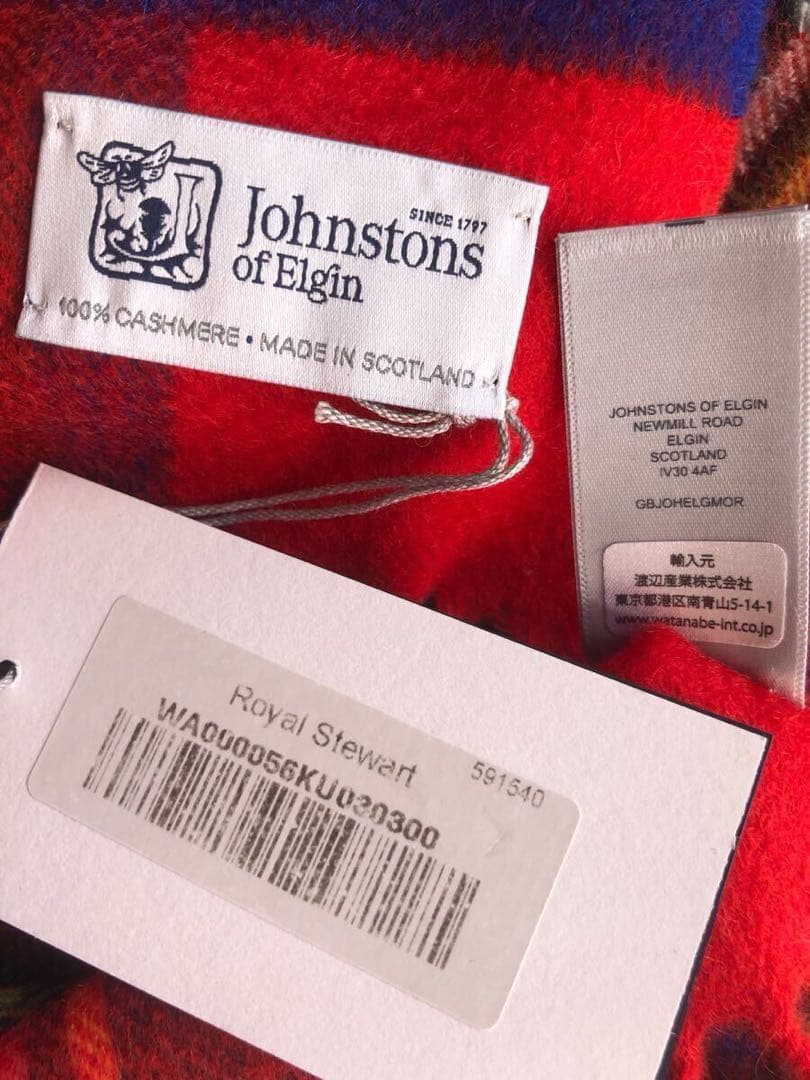 SINCE 1797
Johnstons
of Elgin
100% CASHMERE • MADE IN SCOTLAND
JOHNSTONS OF ELGIN
NEWMILL ROAD
ELGIN
SCOTLAND
IV30 4AF
GBJOHELGMOR
輸入元
渡辺産業株式会社
東京都港区南青山5-14-1
www.watanabe-int.co.jp
Royal Stewart
591540
WA000056KU030300